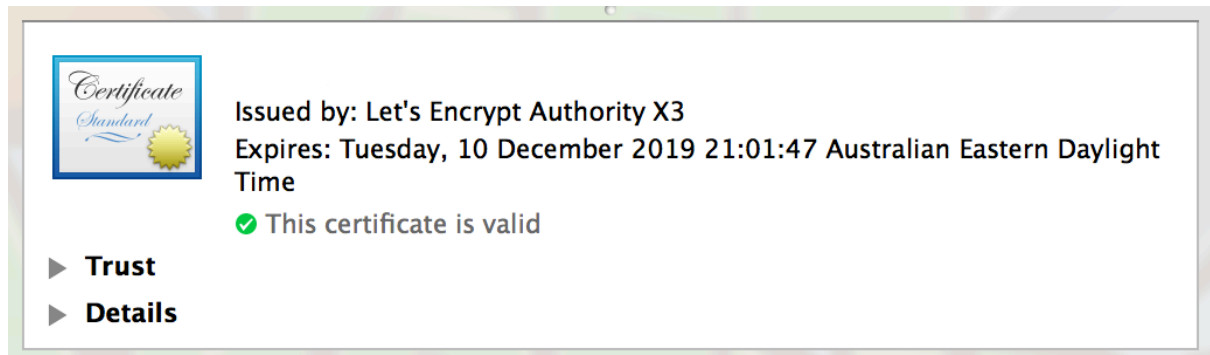 Certificate
Standard
Issued by: Let's Encrypt Authority X3
Expires: Tuesday, 10 December 2019 21:01:47 Australian Eastern Daylight
Time
This certificate is valid
Trust
Details